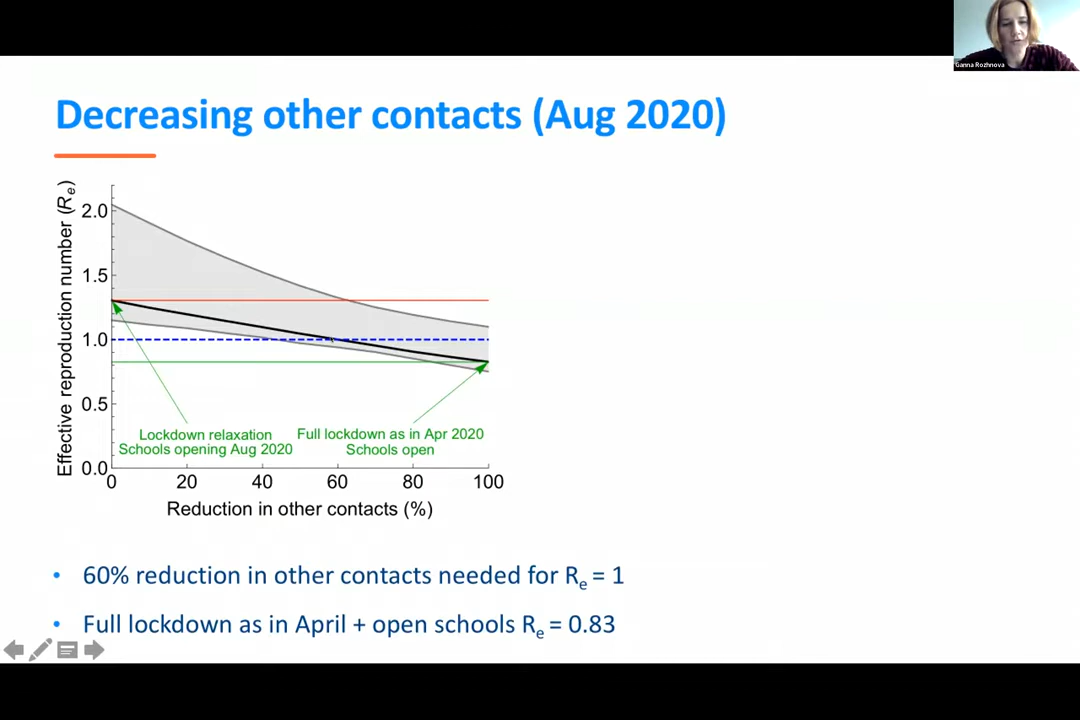 Ganna Rozhnova
Decreasing other contacts (Aug 2020)
Effective reproduction number (Re)
2.0
1.5
1.0
0.5
0.0
Lockdown relaxation
Schools opening Aug 2020
Full lockdown as in Apr 2020
Schools open
0 20 40 60 80 100
Reduction in other contacts (%)
• 60% reduction in other contacts needed for Re = 1
• Full lockdown as in April + open schools Re = 0.83